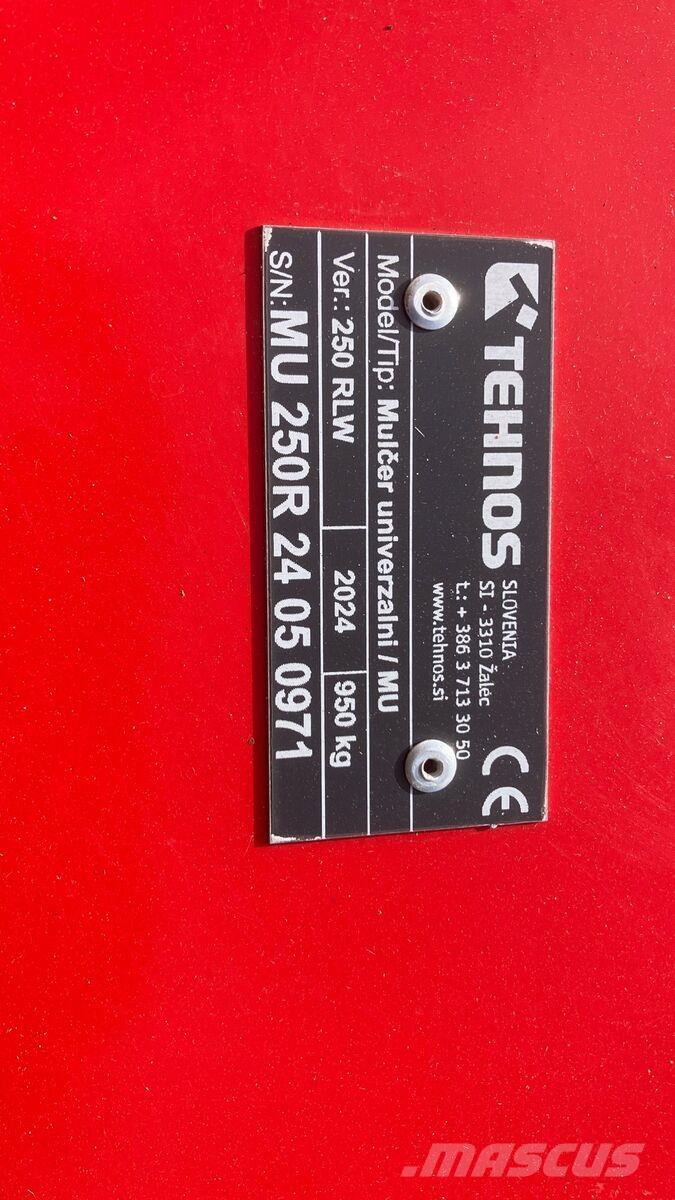 TEHNOS
SLOVENIA
SI - 3310 Žalec
t.: + 386 3 713 30 50
www.tehnos.si
CE
Model/Tip: Mulčer univerzalni / MU
Ver.: 250 RLW 2024 950 kg
S/N: MU 250R 24 05 0971
MASCUS